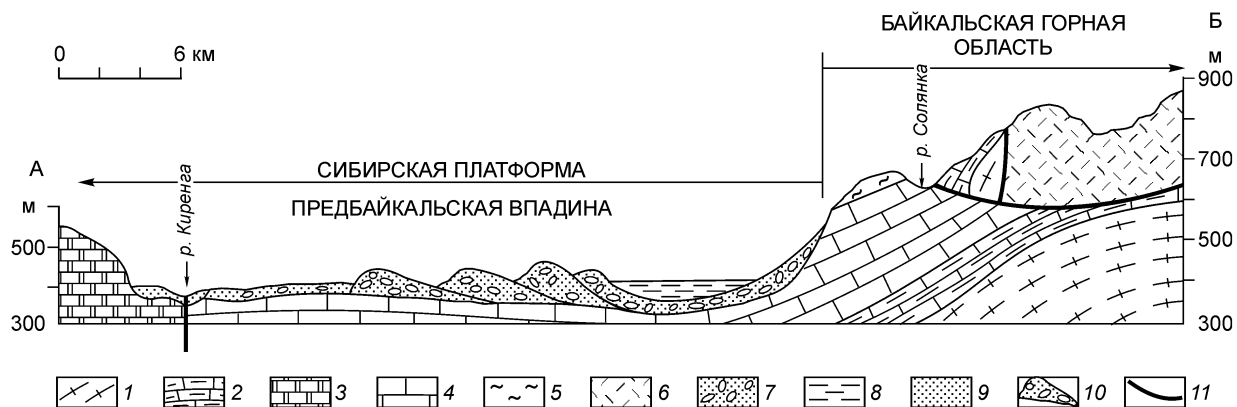 БАЙКАЛЬСКАЯ ГОРНАЯ
ОБЛАСТЬ
Б
м
0 6 км
900
р. Солянка
700
А
СИБИРСКАЯ ПЛАТФОРМА
м
р. Киренга
ПРЕДБАЙКАЛЬСКАЯ ВПАДИНА
500
500
300
300
1 2 3 4 5 6 7 8 9 10 11